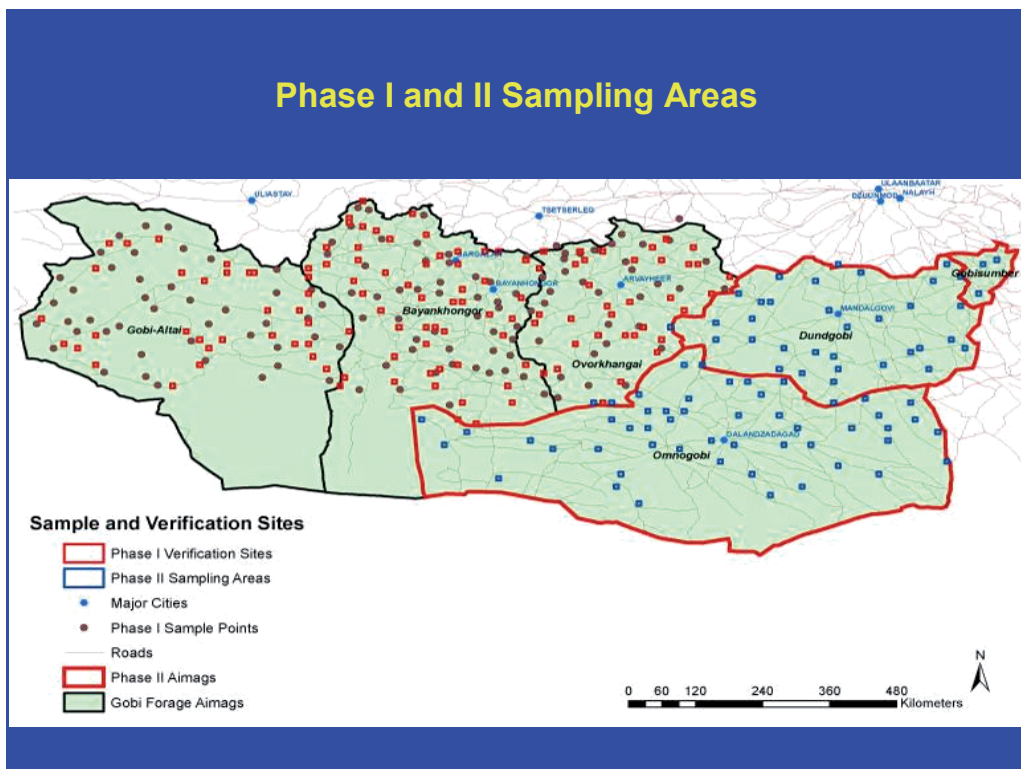 Phase I and II Sampling Areas
ULIASTAY
ULAANBAATAR
NALAYH
TSETSERLEG
Gobisumber
BAYANHONGOR
ARVAYHEER
Bayankhongor
MANDALGOVI
Gobi-Altai
Dundgobi
Ovorkhangai
DALANDZADAGAD
Omnogobi
Sample and Verification Sites
Phase I Verification Sites
Phase II Sampling Areas
Major Cities
Phase I Sample Points
Roads
Phase II Aimags
Gobi Forage Aimags
N
0 60 120 240 360 480
Kilometers